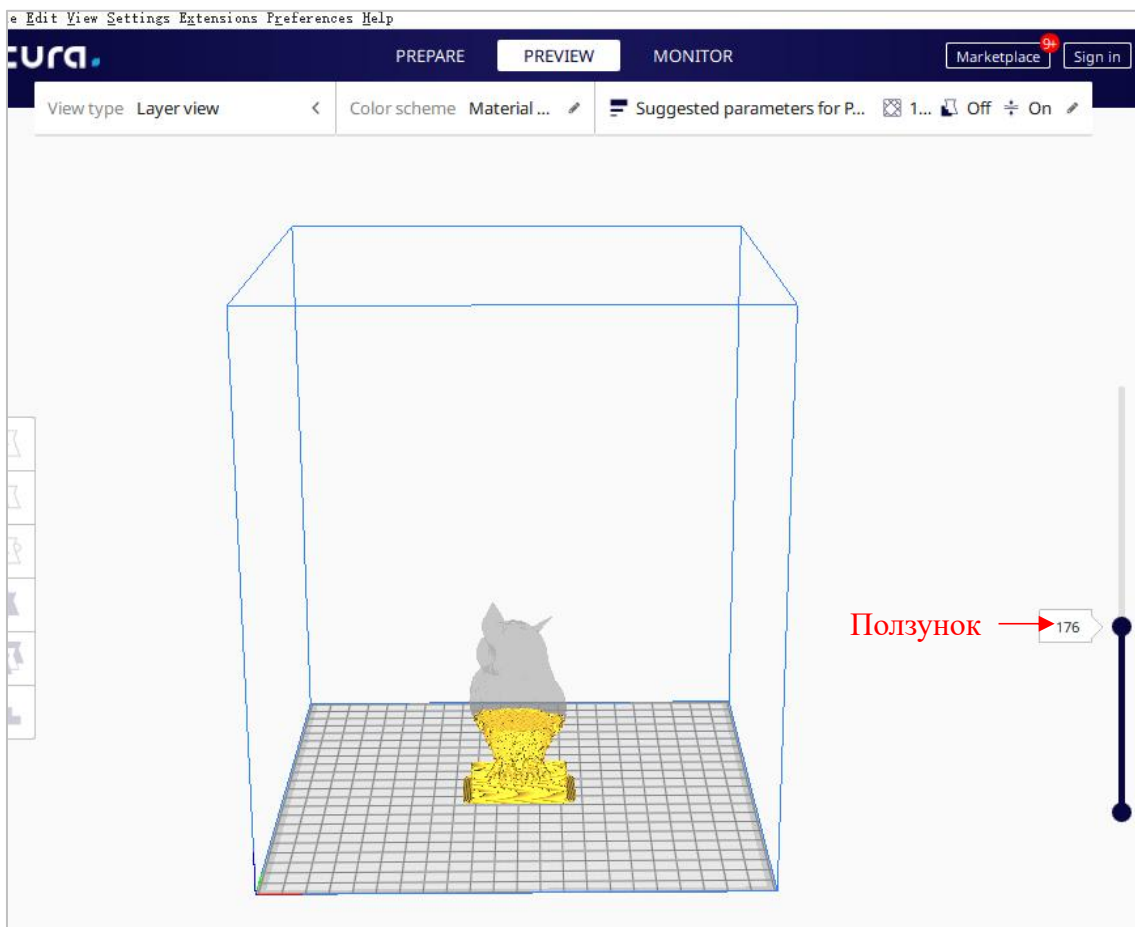 e Edit View Settings Extensions Preferences Help
cura.
PREPARE PREVIEW MONITOR
Marketplace 9+ Sign in
View type Layer view
Color scheme Material ...
Suggested parameters for P... 1... Off On
Ползунок 176